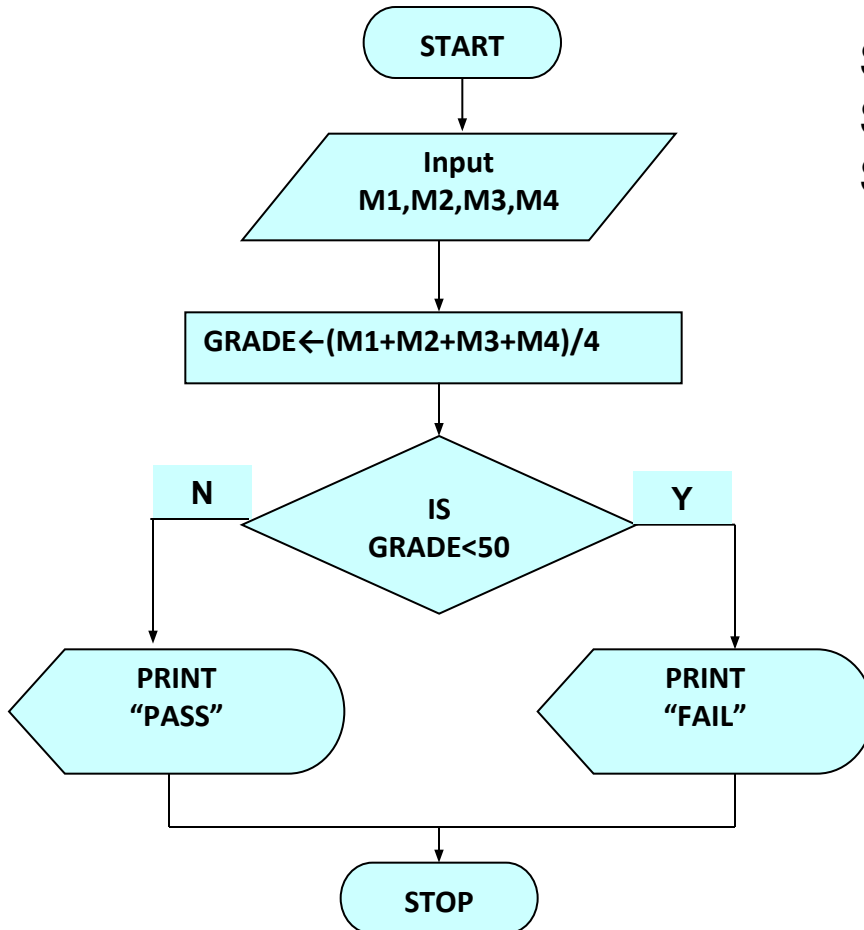 START
Input
M1,M2,M3,M4
GRADE←(M1+M2+M3+M4)/4
N
Y
IS
GRADE<50
PRINT
“PASS”
PRINT
“FAIL”
STOP